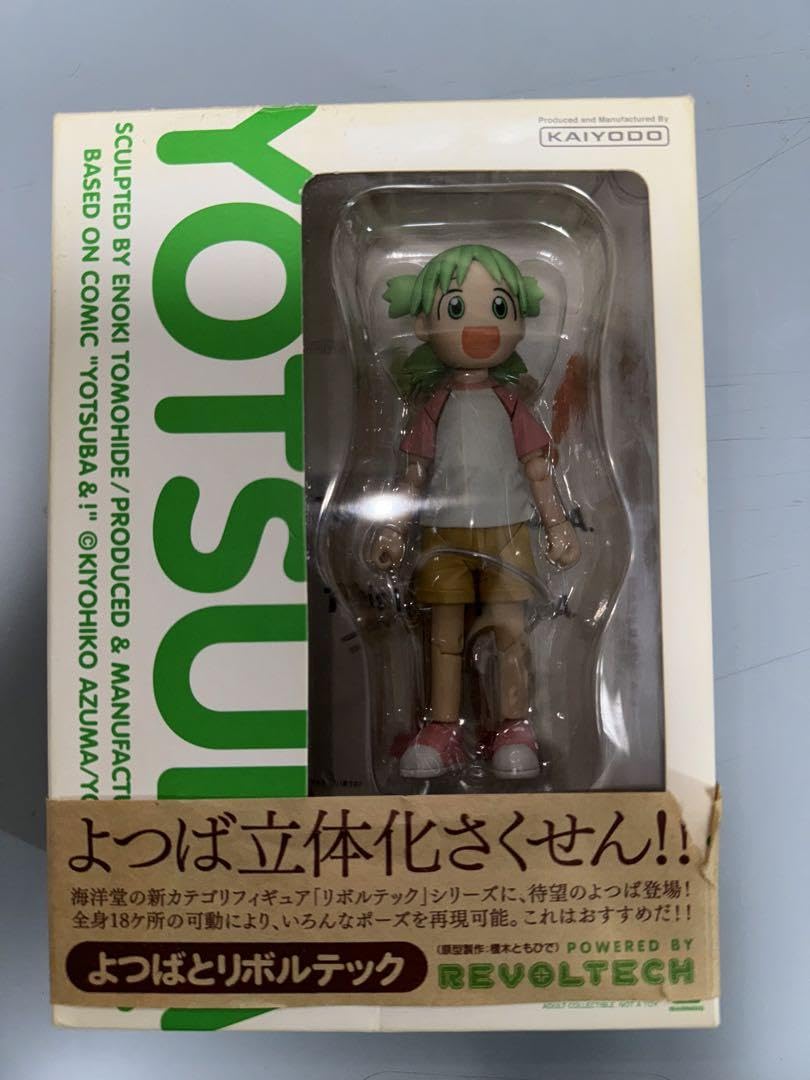 Produced and Manufactured By
KAIYODO
YOTSU
SCULPTED BY ENOKI TOMOHIDE/PRODUCED & MANUFACTU
BASED ON COMIC "YOTSUBA&!" ©KIYOHIKO AZUMA/YO
よつば立体化さくせん!!
海洋堂の新カテゴリフィギュア「リボルテック」シリーズに、待望のよつば登場!
全身18ケ所の可動により、いろんなポーズを再現可能。これはおすすめだ!!
よつばとリボルテック
(原型製作:榎木ともひで)
POWERED BY
REVOLTECH
ADULT COLLECTIBLE NOT A TOY